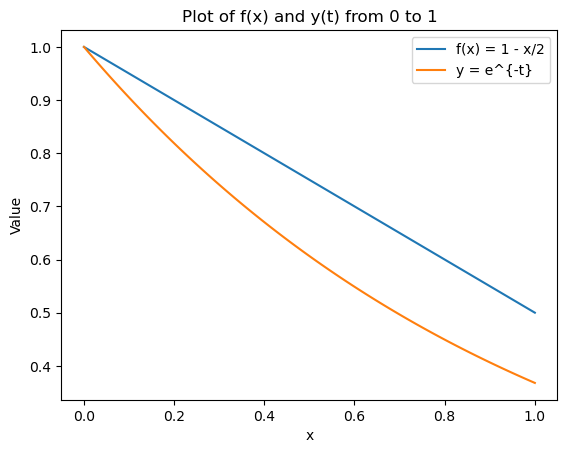 Plot of f(x) and y(t) from 0 to 1
f(x) = 1 - x/2
y = e^{-t}
Value
1.0
0.9
0.8
0.7
0.6
0.5
0.4
0.0 0.2 0.4 0.6 0.8 1.0
x